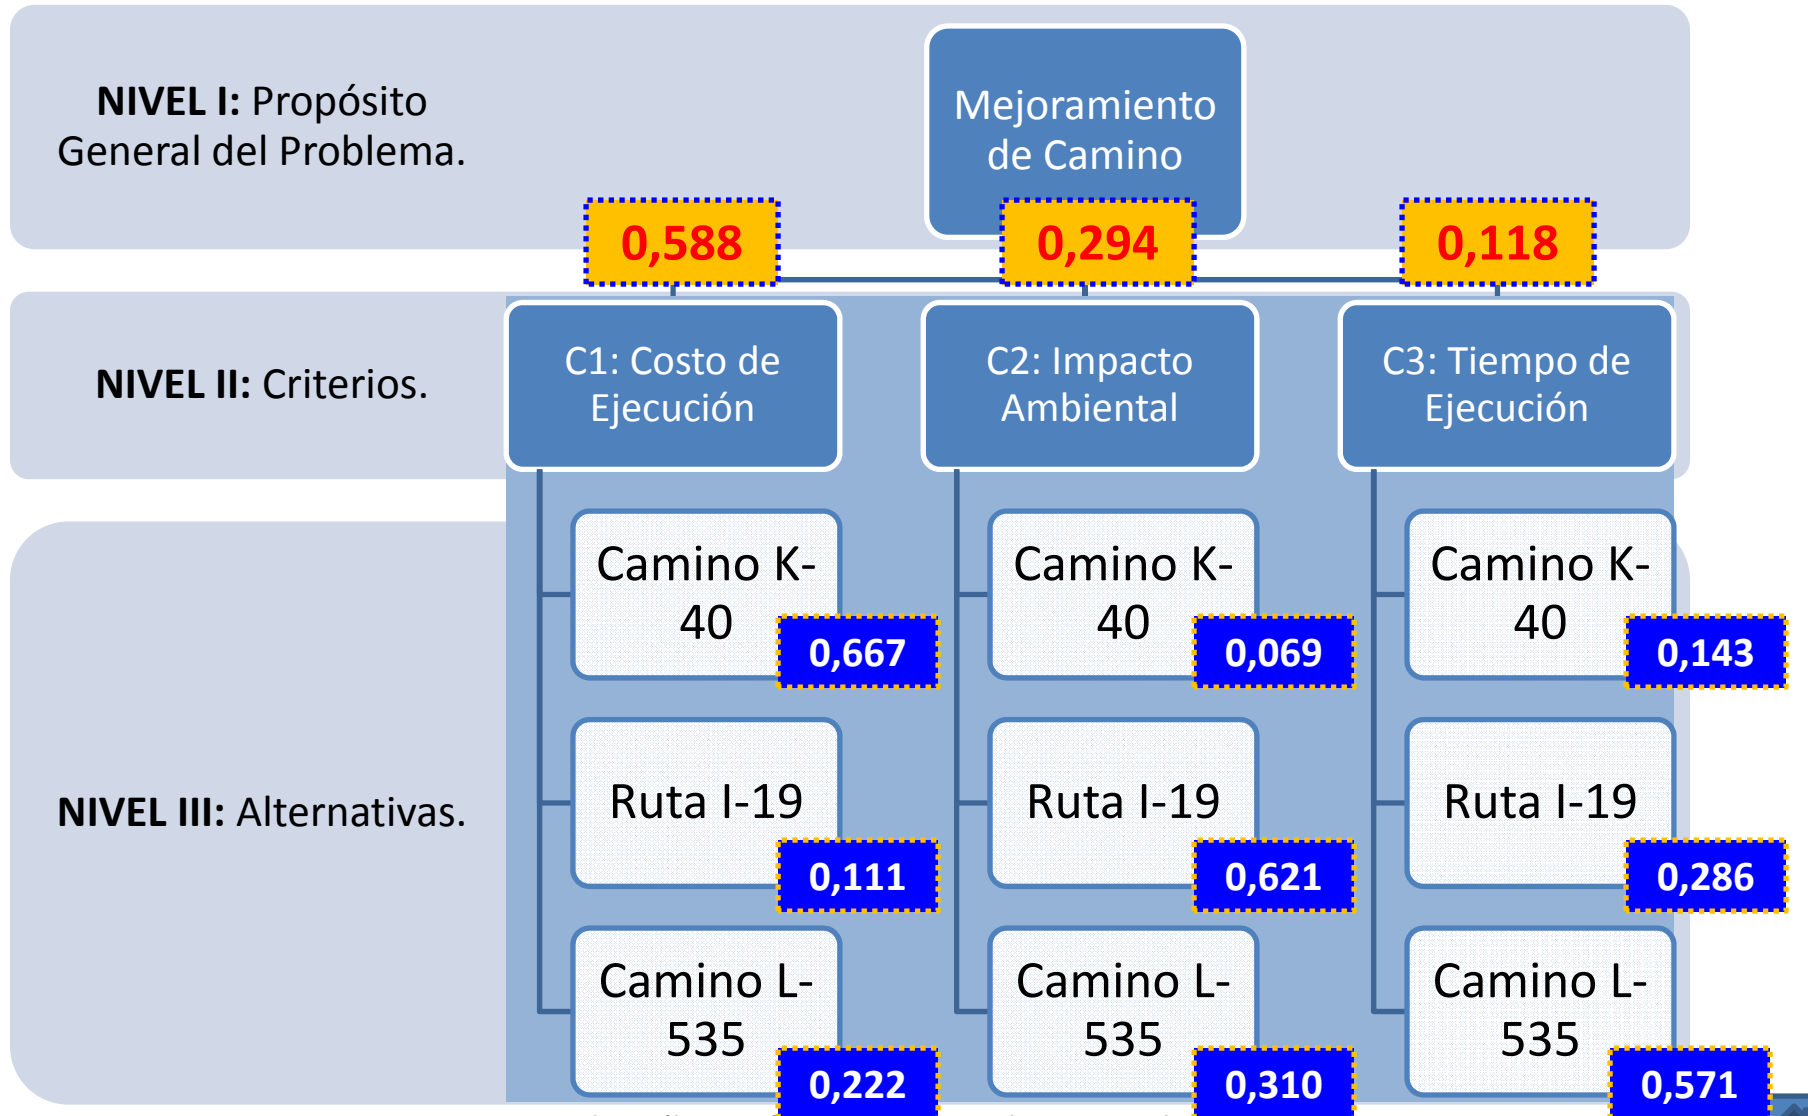 NIVEL I: Propósito
General del Problema.
Mejoramiento
de Camino
0,588
0,294
0,118
NIVEL II: Criterios.
C1: Costo de
Ejecución
C2: Impacto
Ambiental
C3: Tiempo de
Ejecución
NIVEL III: Alternativas.
Camino K-
40
0,667
Camino K-
40
0,069
Camino K-
40
0,143
Ruta I-19
0,111
Ruta I-19
0,621
Ruta I-19
0,286
Camino L-
535
0,222
Camino L-
535
0,310
Camino L-
535
0,571